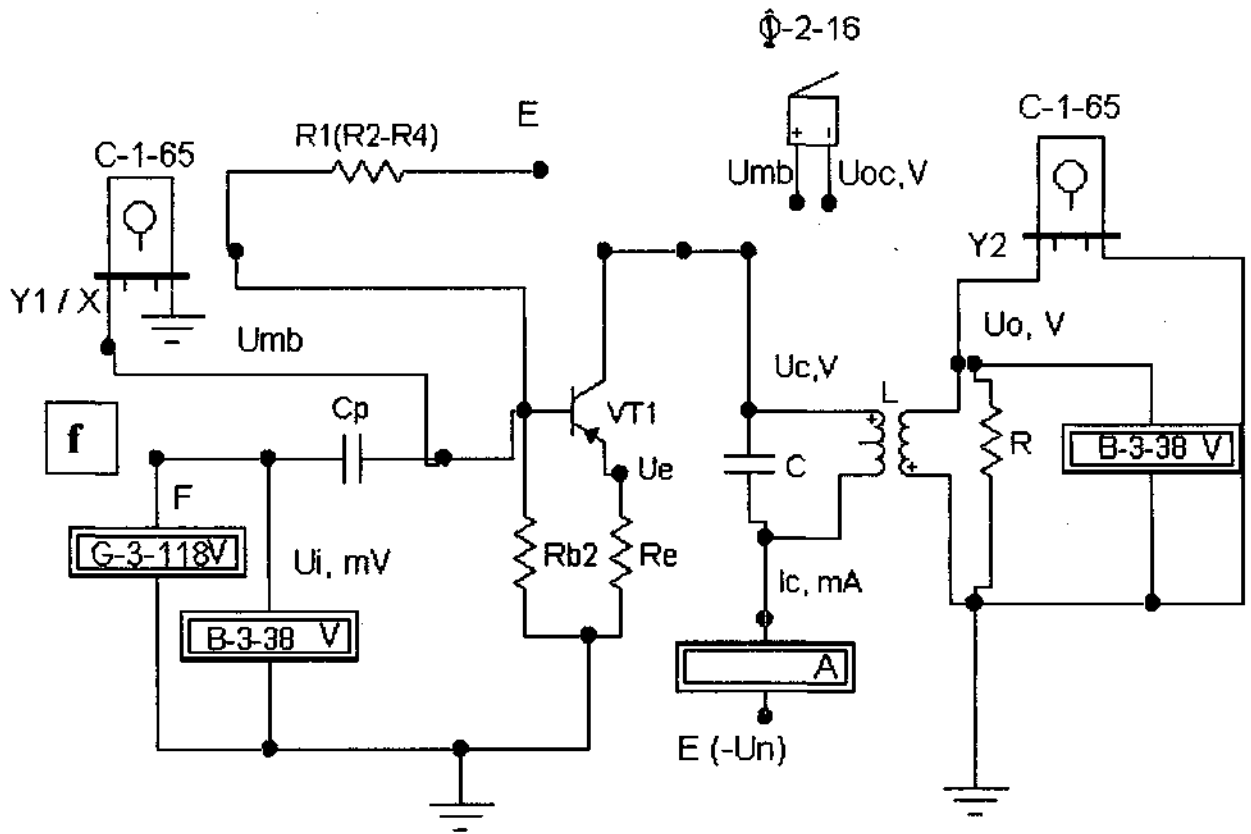 Ф-2-16
E
C-1-65
R1(R2-R4)
C-1-65
+ -
Umb Uoc,V
Y2
Y1 / X
Umb
Uo, V
Uc,V
L
Cp
VT1
+
f
R
B-3-38 V
Ue
C
+
F
G-3-118V
Ui, mV
Rb2
Re
Ic, mA
B-3-38 V
A
E (-Un)